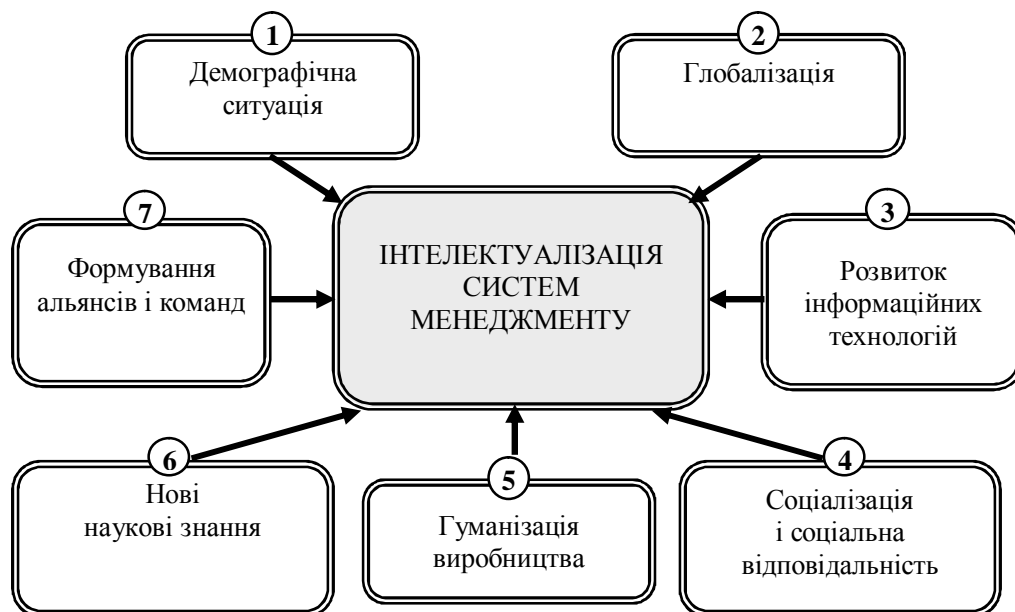 1
Демографічна
ситуація
2
Глобалізація
7
Формування
альянсів і команд
ІНТЕЛЕКТУАЛІЗАЦІЯ
СИСТЕМ
МЕНЕДЖМЕНТУ
3
Розвиток
інформаційних
технологій
6
Нові
наукові знання
5
Гуманізація
виробництва
4
Соціалізація
і соціальна
відповідальність